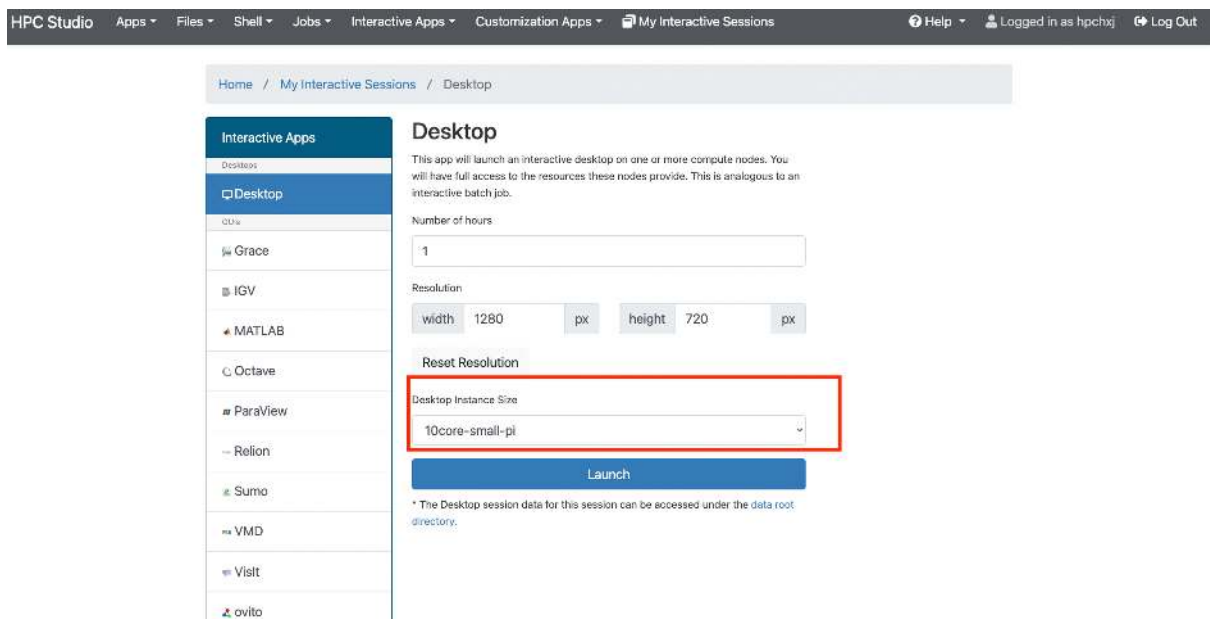 HPC Studio Apps Files Shell Jobs Interactive Apps Customization Apps My Interactive Sessions Help Logged in as hpchxj Log Out
Home / My Interactive Sessions / Desktop
Interactive Apps
Desktops
Desktop
GUIs
Grace
IGV
MATLAB
Octave
ParaView
Relion
Sumo
VMD
VisIt
ovito
Desktop
This app will launch an interactive desktop on one or more compute nodes. You
will have full access to the resources these nodes provide. This is analogous to an
interactive batch job.
Number of hours
1
Resolution
width 1280 px height 720 px
Reset Resolution
Desktop Instance Size
10core-small-pi
Launch
* The Desktop session data for this session can be accessed under the data root
directory.